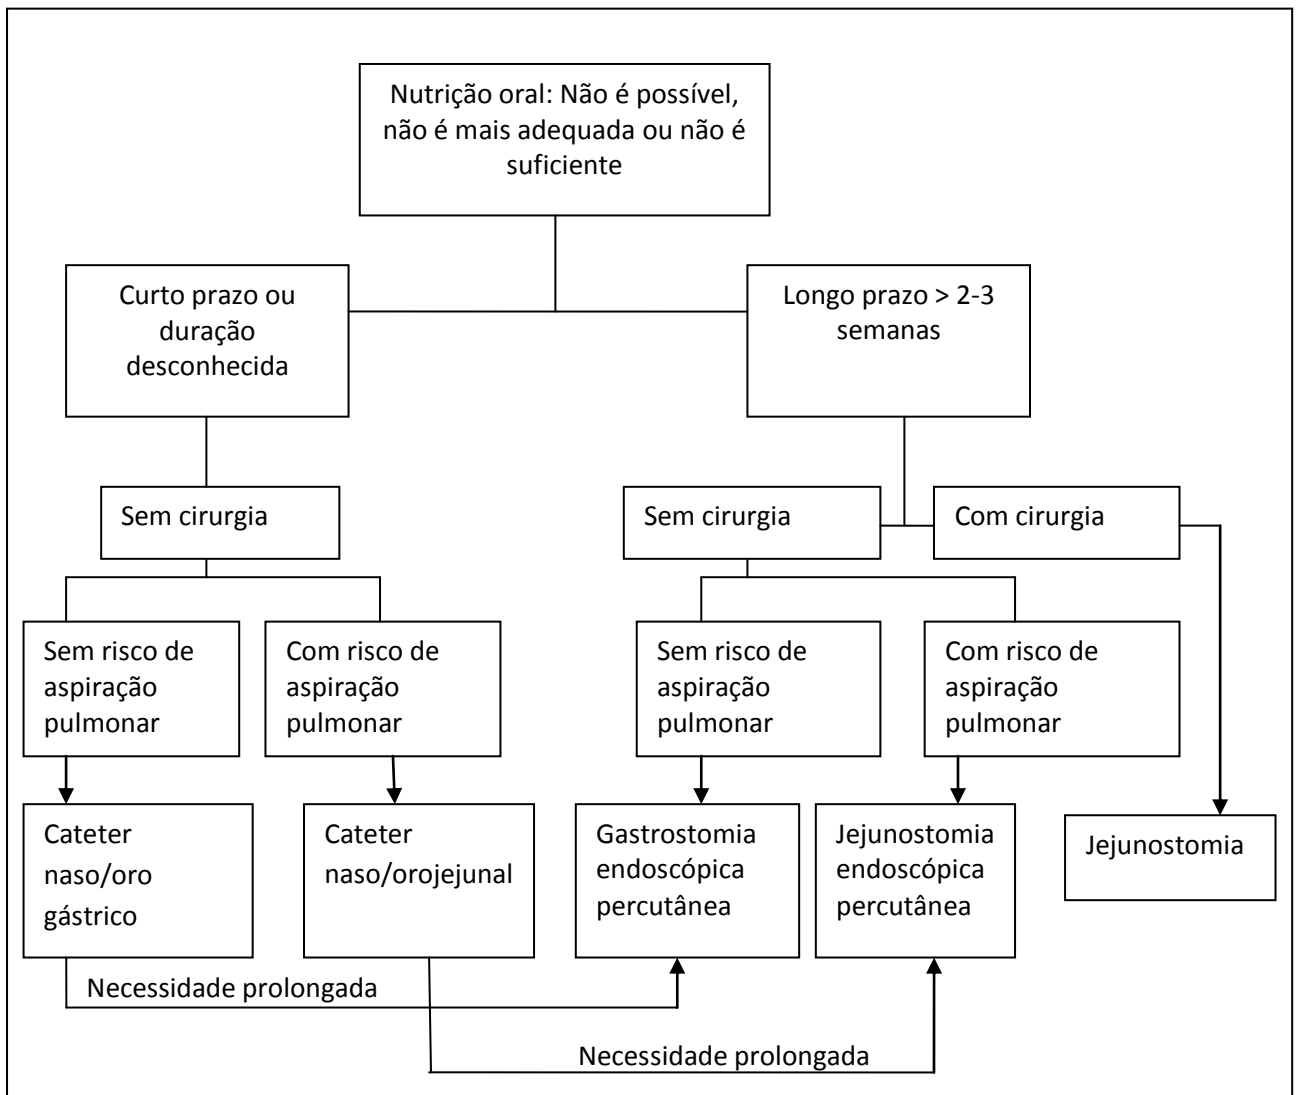 Nutrição oral: Não é possível,
não é mais adequada ou não é
suficiente
Curto prazo ou
duração
desconhecida
Longo prazo > 2-3
semanas
Sem cirurgia
Sem cirurgia
Com cirurgia
Sem risco de
aspiração
pulmonar
Com risco de
aspiração
pulmonar
Sem risco de
aspiração
pulmonar
Com risco de
aspiração
pulmonar
Cateter
naso/oro
gástrico
Cateter
naso/orojejunal
Gastrostomia
endoscópica
percutânea
Jejunostomia
endoscópica
percutânea
Jejunostomia
Necessidade prolongada
Necessidade prolongada